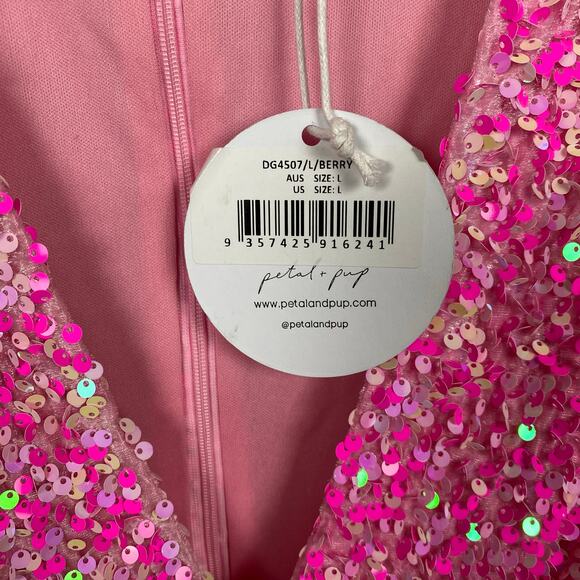 DG4507/L/BERRY
AUS SIZE: L
US SIZE: L
9 357425 916241
petal + pup
www.petalandpup.com
@petalandpup